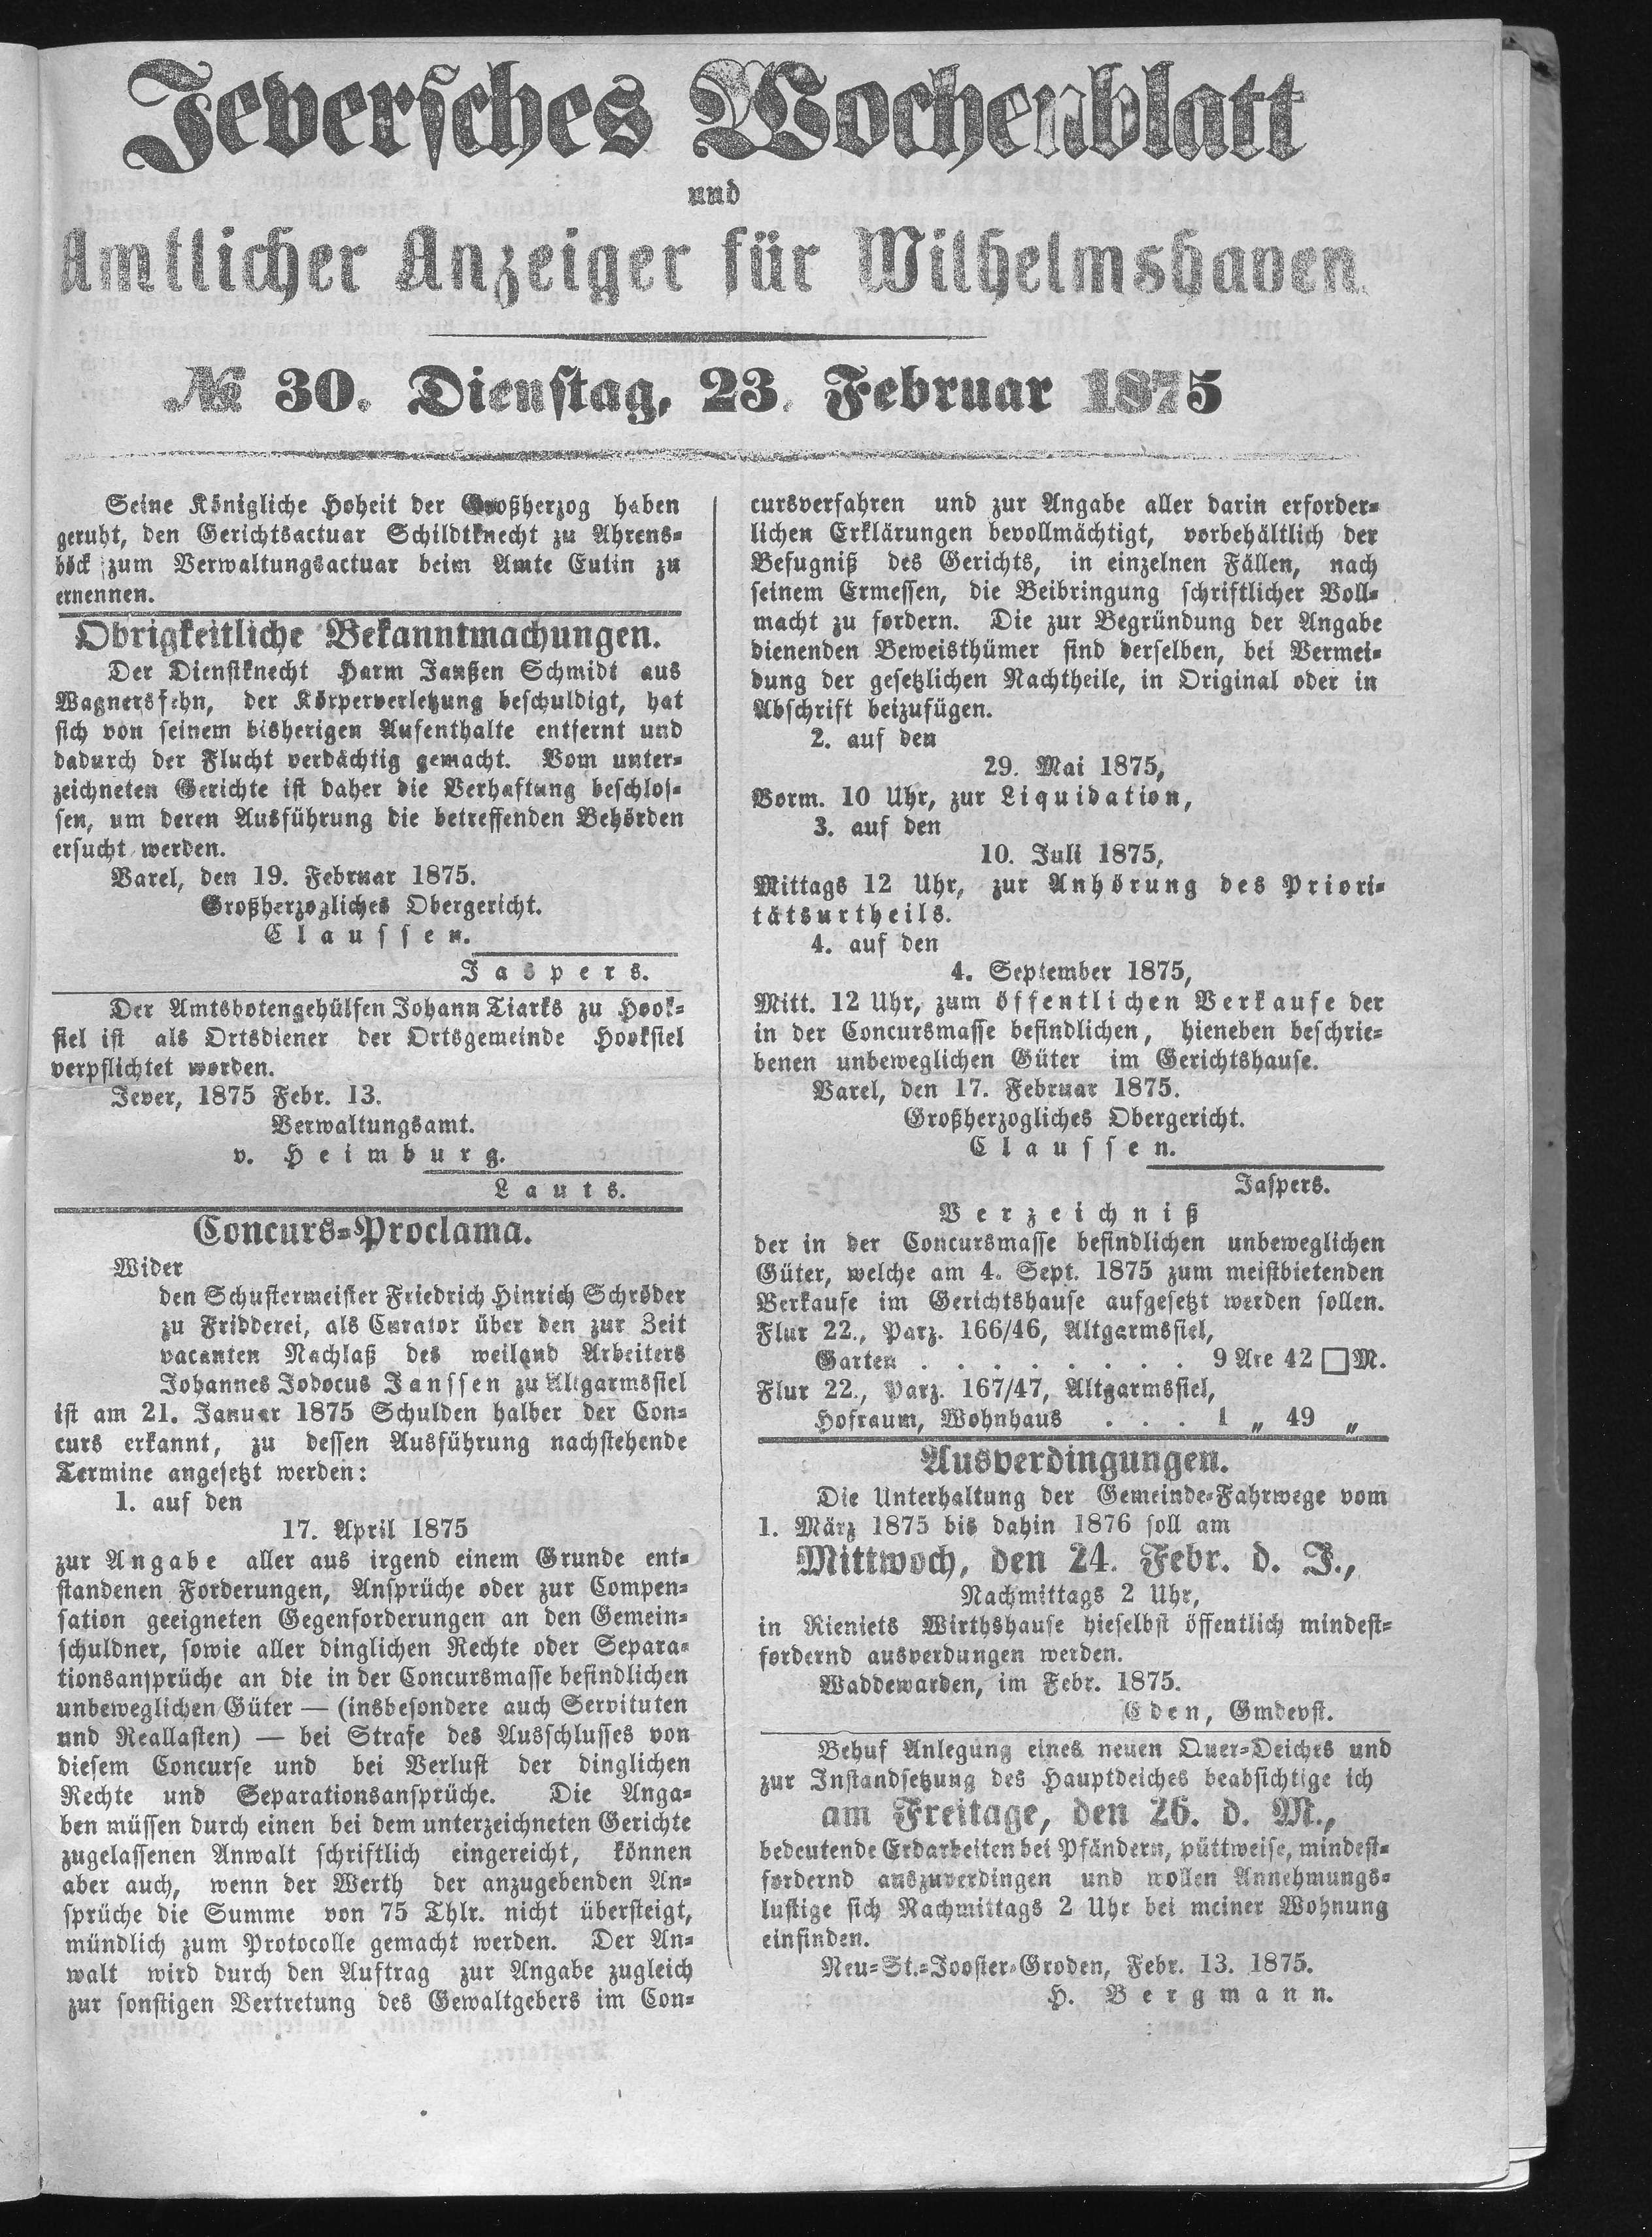 Jeversches Wochenblatt
und
Amtlicher Anzeiger für Wilhelmshaven
№ 30. Dienstag, 23. Februar 1875
Seine Königliche Hoheit der Großherzog haben
geruht, den Gerichtsactuar Schildtknecht zu Ahrens-
böck zum Verwaltungsactuar beim Amte Eutin zu
ernennen.
Obrigkeitliche Bekanntmachungen.
Der Dienstknecht Harm Janßen Schmidt aus
Wagnersfehn, der Körperverletzung beschuldigt, hat
sich von seinem bisherigen Aufenthalte entfernt und
dadurch der Flucht verdächtig gemacht. Vom unter-
zeichneten Gerichte ist daher die Verhaftung beschlos-
sen, um deren Ausführung die betreffenden Behörden
ersucht werden.
Varel, den 19. Februar 1875.
Großherzogliches Obergericht.
Claussen.
Jaspers.
Der Amtsbotengehülfen Johann Tiarks zu Hook-
siel ist als Ortsdiener der Ortsgemeinde Hooksiel
verpflichtet worden.
Jever, 1875 Febr. 13.
Verwaltungsamt.
v. Heimburg.
Lauts.
Concurs-Proclama.
Wider
den Schustermeister Friedrich Hinrich Schröder
zu Fridderei, als Curator über den zur Zeit
vacanten Nachlaß des weiland Arbeiters
Johannes Jodocus Janssen zu Altgarmssiel
ist am 21. Januar 1875 Schulden halber der Con-
curs erkannt, zu dessen Ausführung nachstehende
Termine angesetzt werden:
1. auf den
17. April 1875
zur Angabe aller aus irgend einem Grunde ent-
standenen Forderungen, Ansprüche oder zur Compen-
sation geeigneten Gegenforderungen an den Gemein-
schuldner, sowie aller dinglichen Rechte oder Separa-
tionsansprüche an die in der Concursmasse befindlichen
unbeweglichen Güter — (insbesondere auch Servituten
und Reallasten) — bei Strafe des Ausschlusses von
diesem Concurse und bei Verlust der dinglichen
Rechte und Separationsansprüche. Die Anga-
ben müssen durch einen bei dem unterzeichneten Gerichte
zugelassenen Anwalt schriftlich eingereicht, können
aber auch, wenn der Werth der anzugebenden An-
sprüche die Summe von 75 Thlr. nicht übersteigt,
mündlich zum Protocolle gemacht werden. Der An-
walt wird durch den Auftrag zur Angabe zugleich
zur sonstigen Vertretung des Gewaltgebers im Con-
cursverfahren und zur Angabe aller darin erforder-
lichen Erklärungen bevollmächtigt, vorbehältlich der
Befugniß des Gerichts, in einzelnen Fällen, nach
seinem Ermessen, die Beibringung schriftlicher Voll-
macht zu fordern. Die zur Begründung der Angabe
dienenden Beweisthümer sind derselben, bei Vermei-
dung der gesetzlichen Nachtheile, in Original oder in
Abschrift beizufügen.
2. auf den
29. Mai 1875,
Vorm. 10 Uhr, zur Liquidation,
3. auf den
10. Juli 1875,
Mittags 12 Uhr, zur Anhörung des Priori-
tätsurtheils.
4. auf den
4. September 1875,
Mitt. 12 Uhr, zum öffentlichen Verkaufe der
in der Concursmasse befindlichen, hieneben beschrie-
benen unbeweglichen Güter im Gerichtshause.
Varel, den 17. Februar 1875.
Großherzogliches Obergericht.
Claussen.
Jaspers.
Verzeichniß
der in der Concursmasse befindlichen unbeweglichen
Güter, welche am 4. Sept. 1875 zum meistbietenden
Verkaufe im Gerichtshause aufgesetzt werden sollen.
Flur 22., Parz. 166/46, Altgarmssiel,
Garten . . . . . . . . 9 Are 42 □M.
Flur 22., Parz. 167/47, Altgarmssiel,
Hofraum, Wohnhaus . . . 1 „ 49 „
Ausverdingungen.
Die Unterhaltung der Gemeinde-Fahrwege vom
1. März 1875 bis dahin 1876 soll am
Mittwoch, den 24. Febr. d. J.,
Nachmittags 2 Uhr,
in Rieniets Wirthshause hieselbst öffentlich mindest-
fordernd ausverdungen werden.
Waddewarden, im Febr. 1875.
Eden, Gmdevst.
Behuf Anlegung eines neuen Quer-Deiches und
zur Instandsetzung des Hauptdeiches beabsichtige ich
am Freitage, den 26. d. M.,
bedeutende Erdarbeiten bei Pfändern, püttweise, mindest-
fordernd auszuverdingen und wollen Annehmungs-
lustige sich Nachmittags 2 Uhr bei meiner Wohnung
einfinden.
Neu-St.-Jooster-Groden, Febr. 13. 1875.
H. Bergmann.